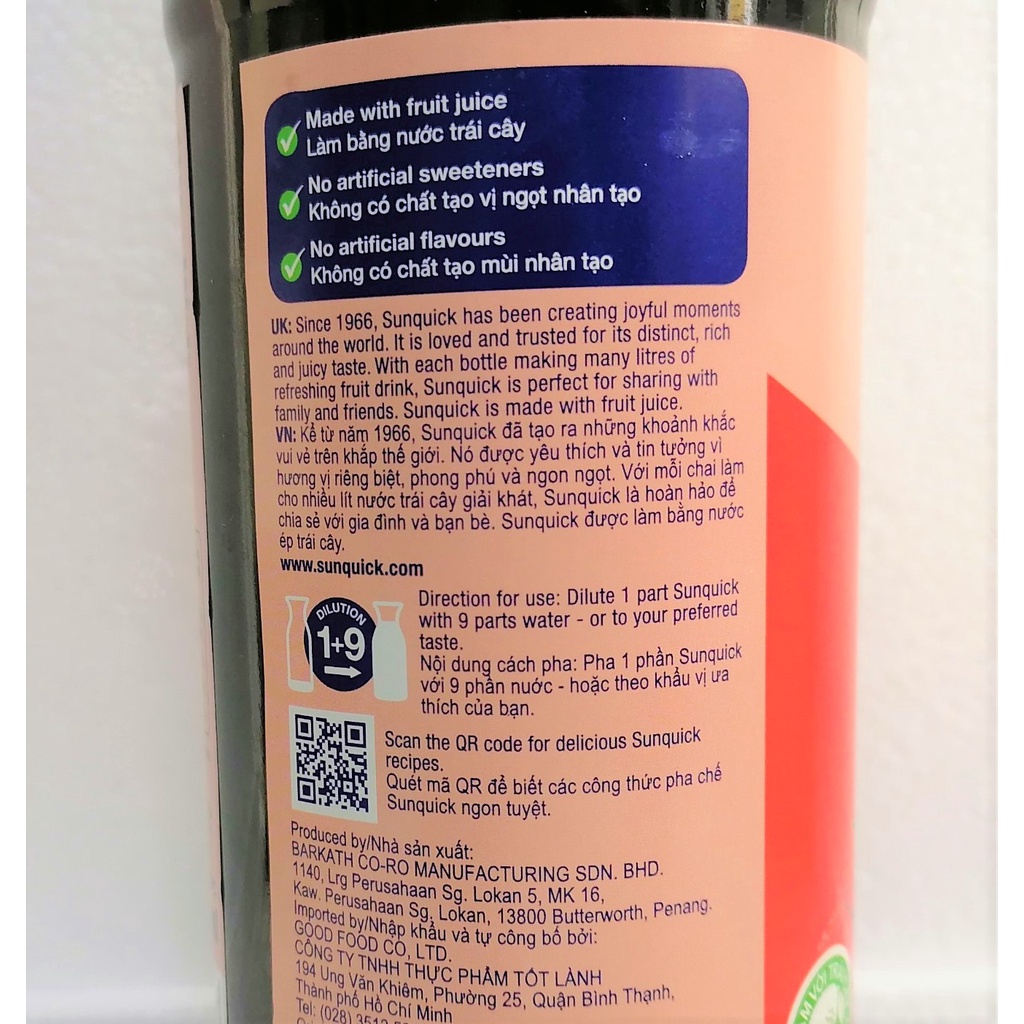 Made with fruit juice
Làm bằng nước trái cây
No artificial sweeteners
Không có chất tạo vị ngọt nhân tạo
No artificial flavours
Không có chất tạo mùi nhân tạo
UK: Since 1966, Sunquick has been creating joyful moments
around the world. It is loved and trusted for its distinct, rich
and juicy taste. With each bottle making many litres of
refreshing fruit drink, Sunquick is perfect for sharing with
family and friends. Sunquick is made with fruit juice.
VN: Kể từ năm 1966, Sunquick đã tạo ra những khoảnh khắc
vui vẻ trên khắp thế giới. Nó được yêu thích và tin tưởng vì
hương vị riêng biệt, phong phú và ngon ngọt. Với mỗi chai làm
cho nhiều lít nước trái cây giải khát, Sunquick là hoàn hảo để
chia sẻ với gia đình và bạn bè. Sunquick được làm bằng nước
ép trái cây.
www.sunquick.com
DILUTION
1+9
Direction for use: Dilute 1 part Sunquick
with 9 parts water - or to your preferred
taste.
Nội dung cách pha: Pha 1 phần Sunquick
với 9 phần nước - hoặc theo khẩu vị ưa
thích của bạn.
Scan the QR code for delicious Sunquick
recipes.
Quét mã QR để biết các công thức pha chế
Sunquick ngon tuyệt.
Produced by/Nhà sản xuất:
BARKATH CO-RO MANUFACTURING SDN. BHD.
1140, Lrg Perusahaan Sg. Lokan 5, MK 16,
Kaw. Perusahaan Sg. Lokan, 13800 Butterworth, Penang.
Imported by/Nhập khẩu và tự công bố bởi:
GOOD FOOD CO, LTD.
CÔNG TY TNHH THỰC PHẨM TỐT LÀNH
194 Ung Văn Khiêm, Phường 25, Quận Bình Thạnh,
Thành phố Hồ Chí Minh
Tel: (028) 3512
VỚI